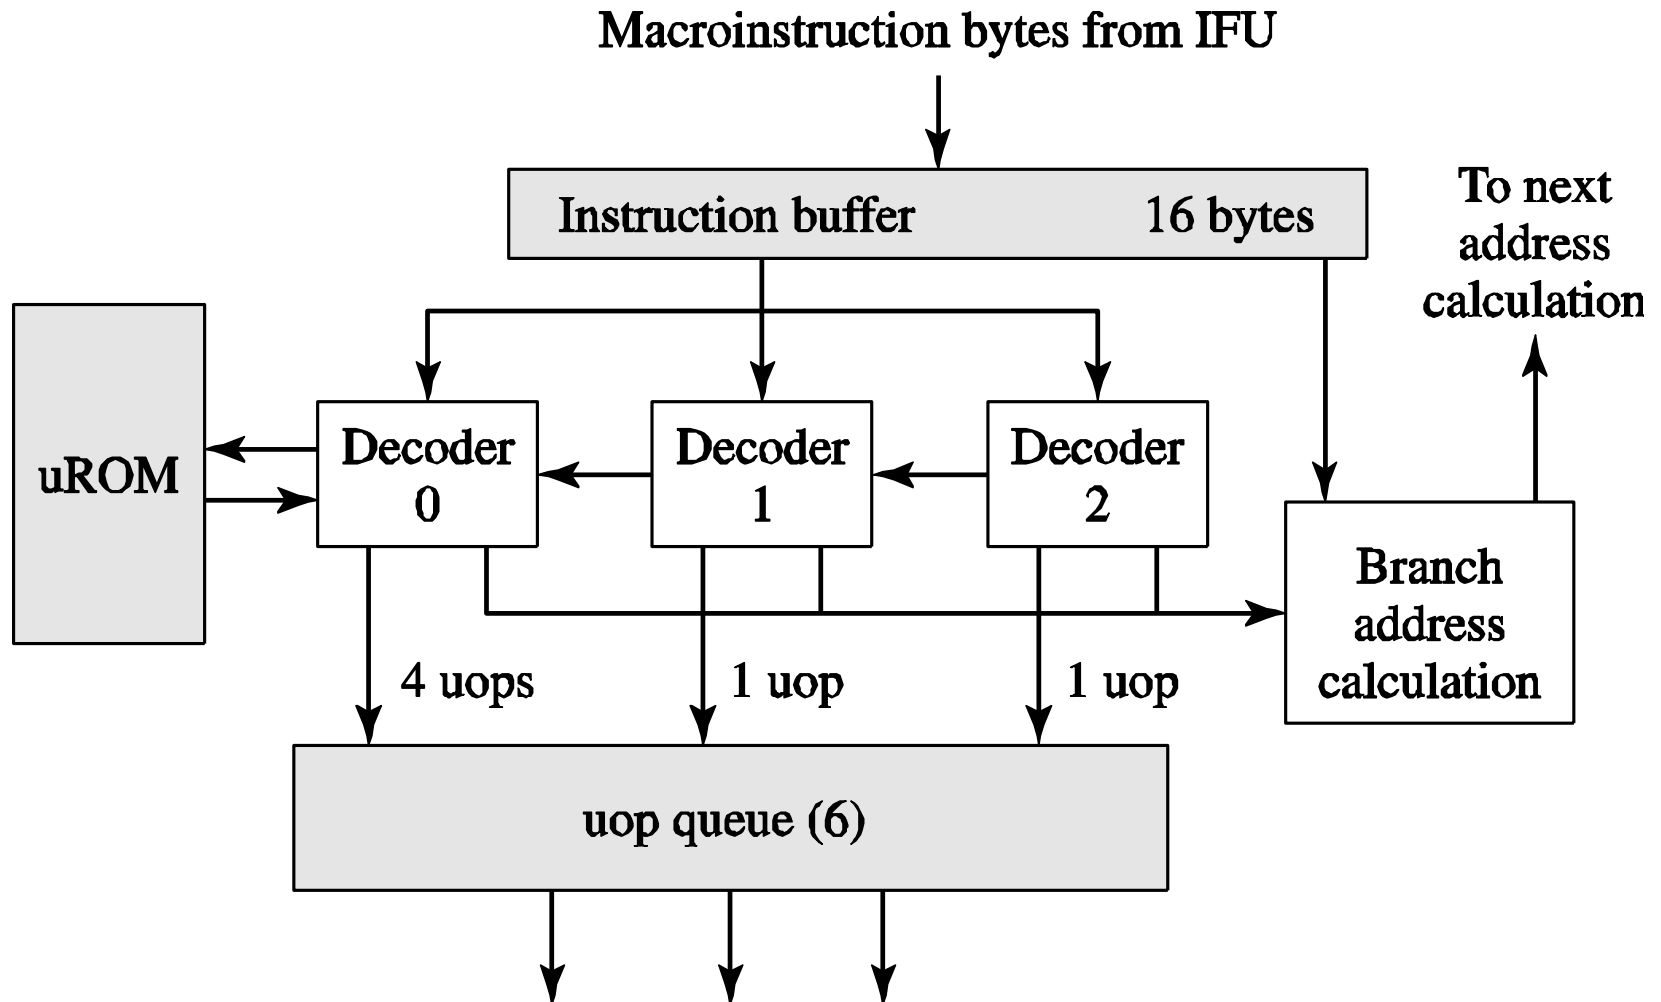 Macroinstruction bytes from IFU
Instruction buffer 16 bytes
To next
address
calculation
uROM
Decoder
0
Decoder
1
Decoder
2
Branch
address
calculation
4 uops
1 uop
1 uop
uop queue (6)